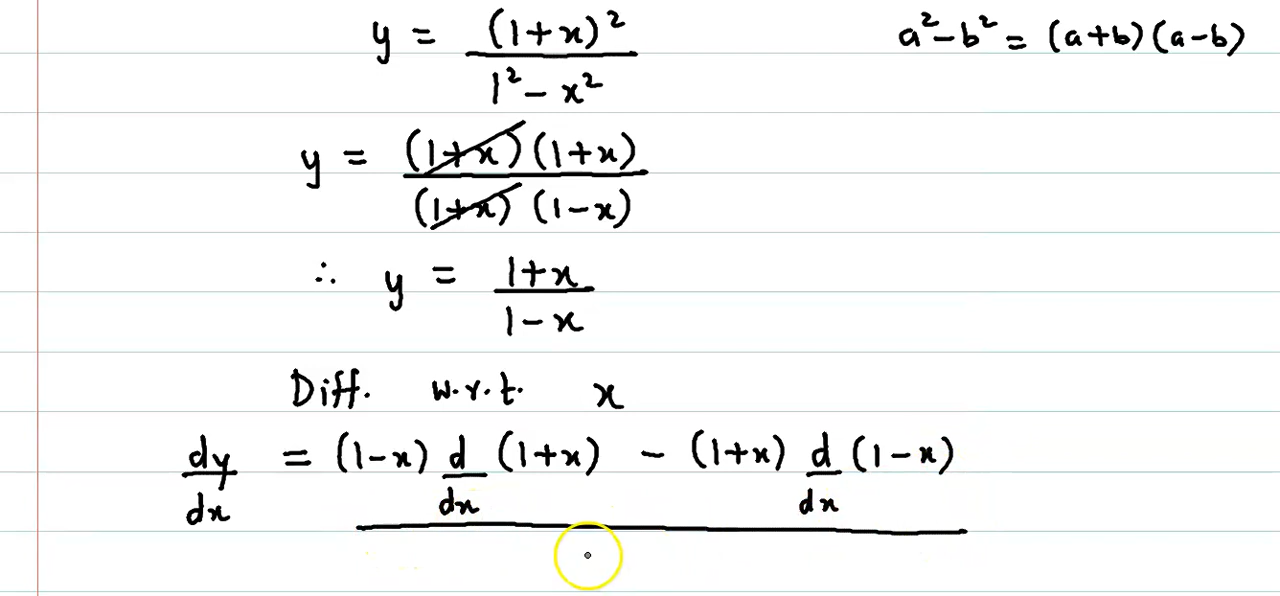 y = (1+x)² / 1² - x²
a² - b² = (a+b)(a-b)
y = (1+x)(1+x) / (1+x)(1-x)
∴ y = 1+x / 1-x
Diff. w.r.t. x
dy/dx = (1-x) d/dx (1+x) - (1+x) d/dx (1-x)